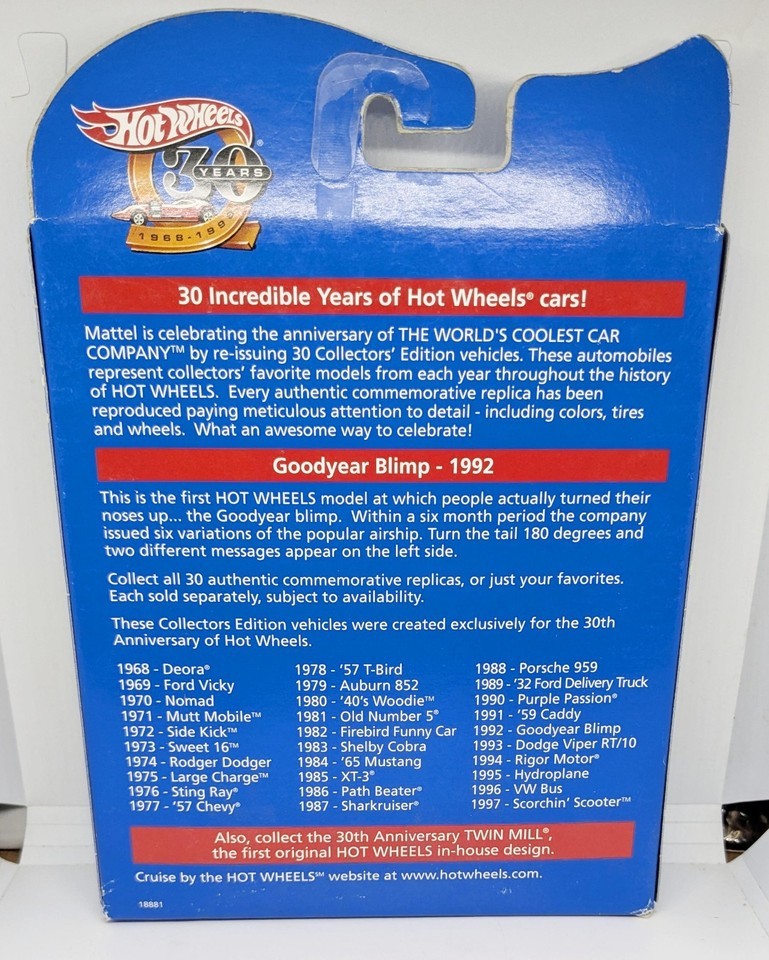 HOT WHEELS®
30
YEARS
1968-199
30 Incredible Years of Hot Wheels® cars!
Mattel is celebrating the anniversary of THE WORLD'S COOLEST CAR
COMPANY™ by re-issuing 30 Collectors' Edition vehicles. These automobiles
represent collectors' favorite models from each year throughout the history
of HOT WHEELS. Every authentic commemorative replica has been
reproduced paying meticulous attention to detail - including colors, tires
and wheels. What an awesome way to celebrate!
Goodyear Blimp - 1992
This is the first HOT WHEELS model at which people actually turned their
noses up... the Goodyear blimp. Within a six month period the company
issued six variations of the popular airship. Turn the tail 180 degrees and
two different messages appear on the left side.
Collect all 30 authentic commemorative replicas, or just your favorites.
Each sold separately, subject to availability.
These Collectors Edition vehicles were created exclusively for the 30th
Anniversary of Hot Wheels.
1968 - Deora®
1969 - Ford Vicky
1970 - Nomad
1971 - Mutt Mobile™
1972 - Side Kick™
1973 - Sweet 16™
1974 - Rodger Dodger
1975 - Large Charge™
1976 - Sting Ray®
1977 - '57 Chevy®
1978 - '57 T-Bird
1979 - Auburn 852
1980 - '40's Woodie™
1981 - Old Number 5®
1982 - Firebird Funny Car
1983 - Shelby Cobra
1984 - '65 Mustang
1985 - XT-3®
1986 - Path Beater®
1987 - Sharkruiser®
1988 - Porsche 959
1989 - '32 Ford Delivery Truck
1990 - Purple Passion®
1991 - '59 Caddy
1992 - Goodyear Blimp
1993 - Dodge Viper RT/10
1994 - Rigor Motor®
1995 - Hydroplane
1996 - VW Bus
1997 - Scorchin' Scooter™
Also, collect the 30th Anniversary TWIN MILL®,
the first original HOT WHEELS in-house design.
Cruise by the HOT WHEELS℠ website at www.hotwheels.com.
18881